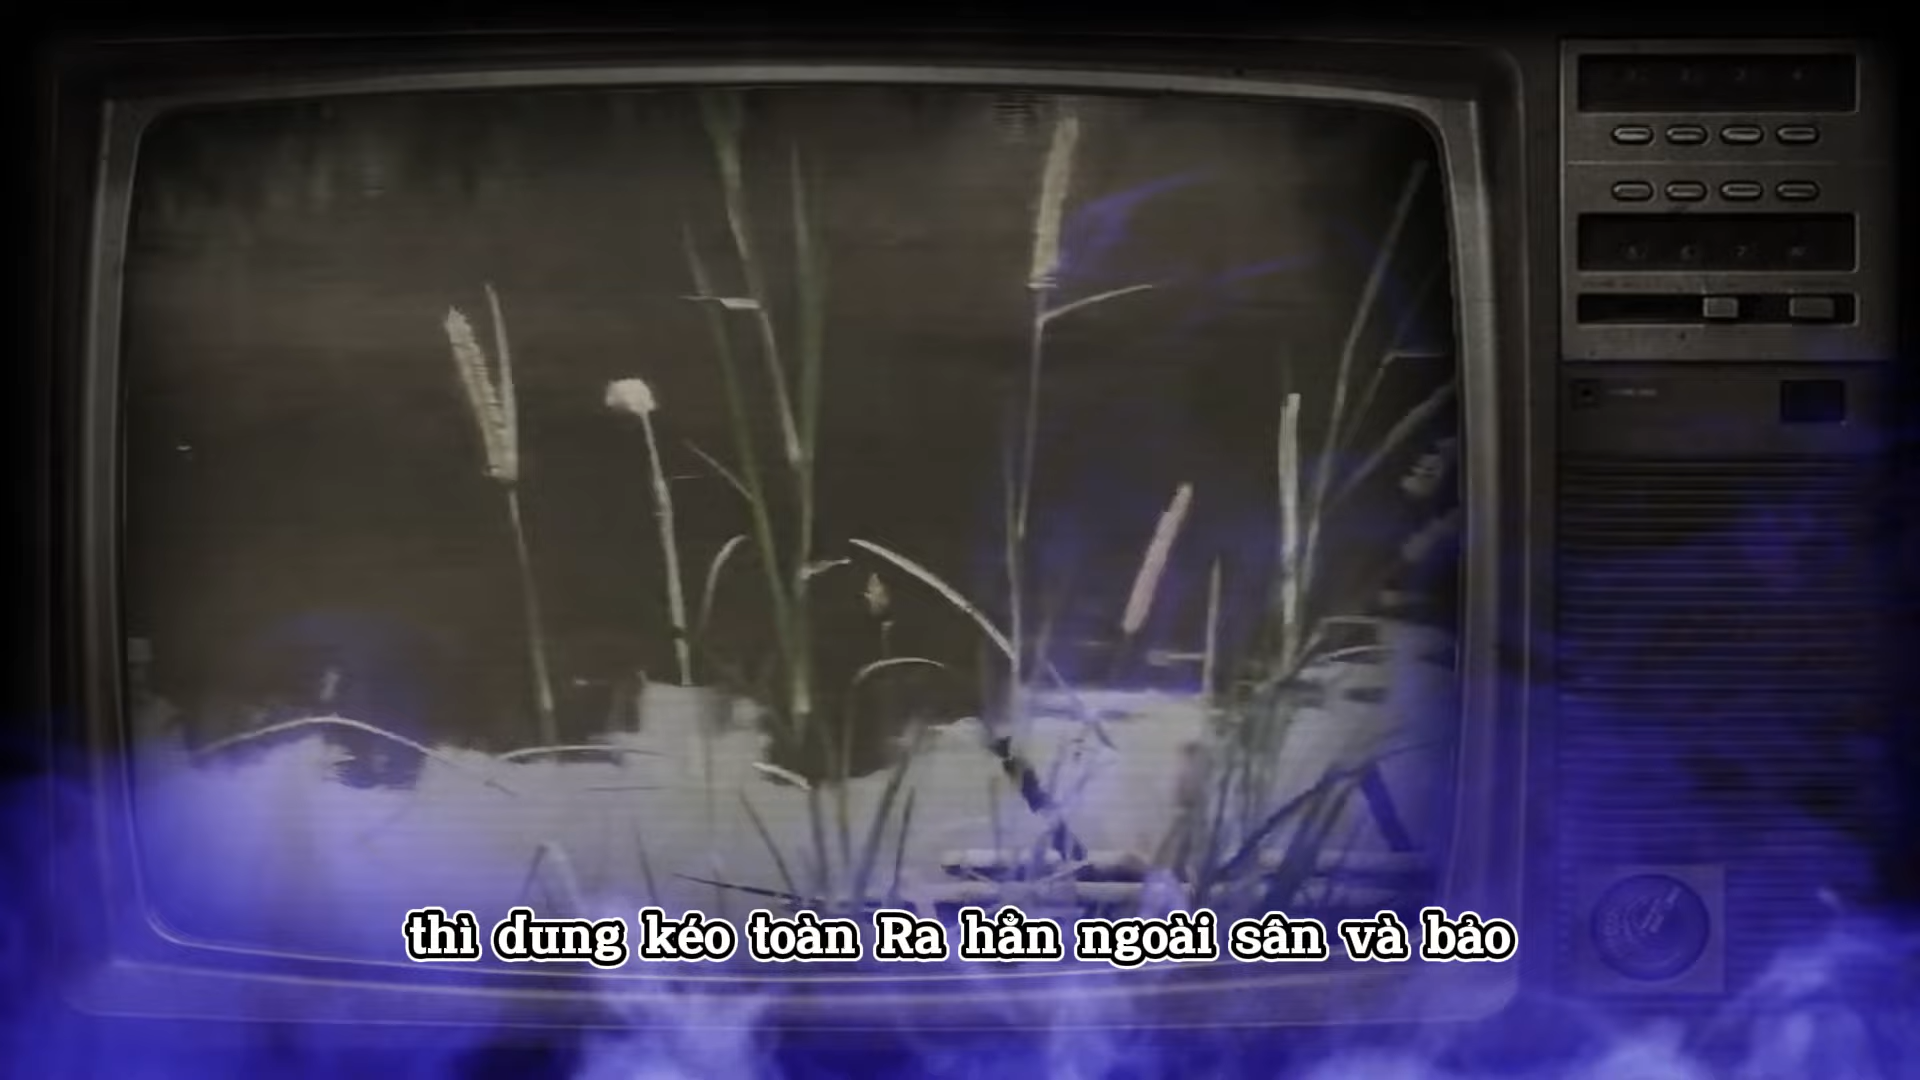 thì dung kéo toàn Ra hẳn ngoài sân và bảo